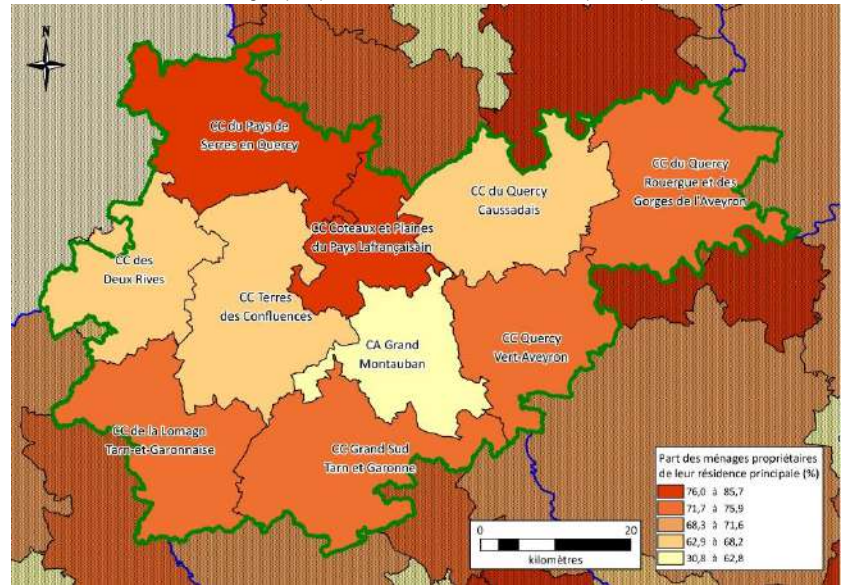 N
CC du Pays de
Serres en Quercy
CC du Quercy
Rouergue et des
Gorges de l'Aveyron
CC du Quercy
Caussadais
CC Coteaux et Plaines
du Pays Lafrançaisain
CC des
Deux Rives
CC Terres
des Confluences
CA Grand
Montauban
CC Quercy
Vert-Aveyron
CC de la Lomagn
Tarn-et-Garonnaise
CC Grand Sud
Tarn et Garonne
Part des ménages propriétaires
de leur résidence principale (%)
76,0 à 85,7
71,7 à 75,9
68,3 à 71,6
62,9 à 68,2
30,8 à 62,8
0 20
kilomètres